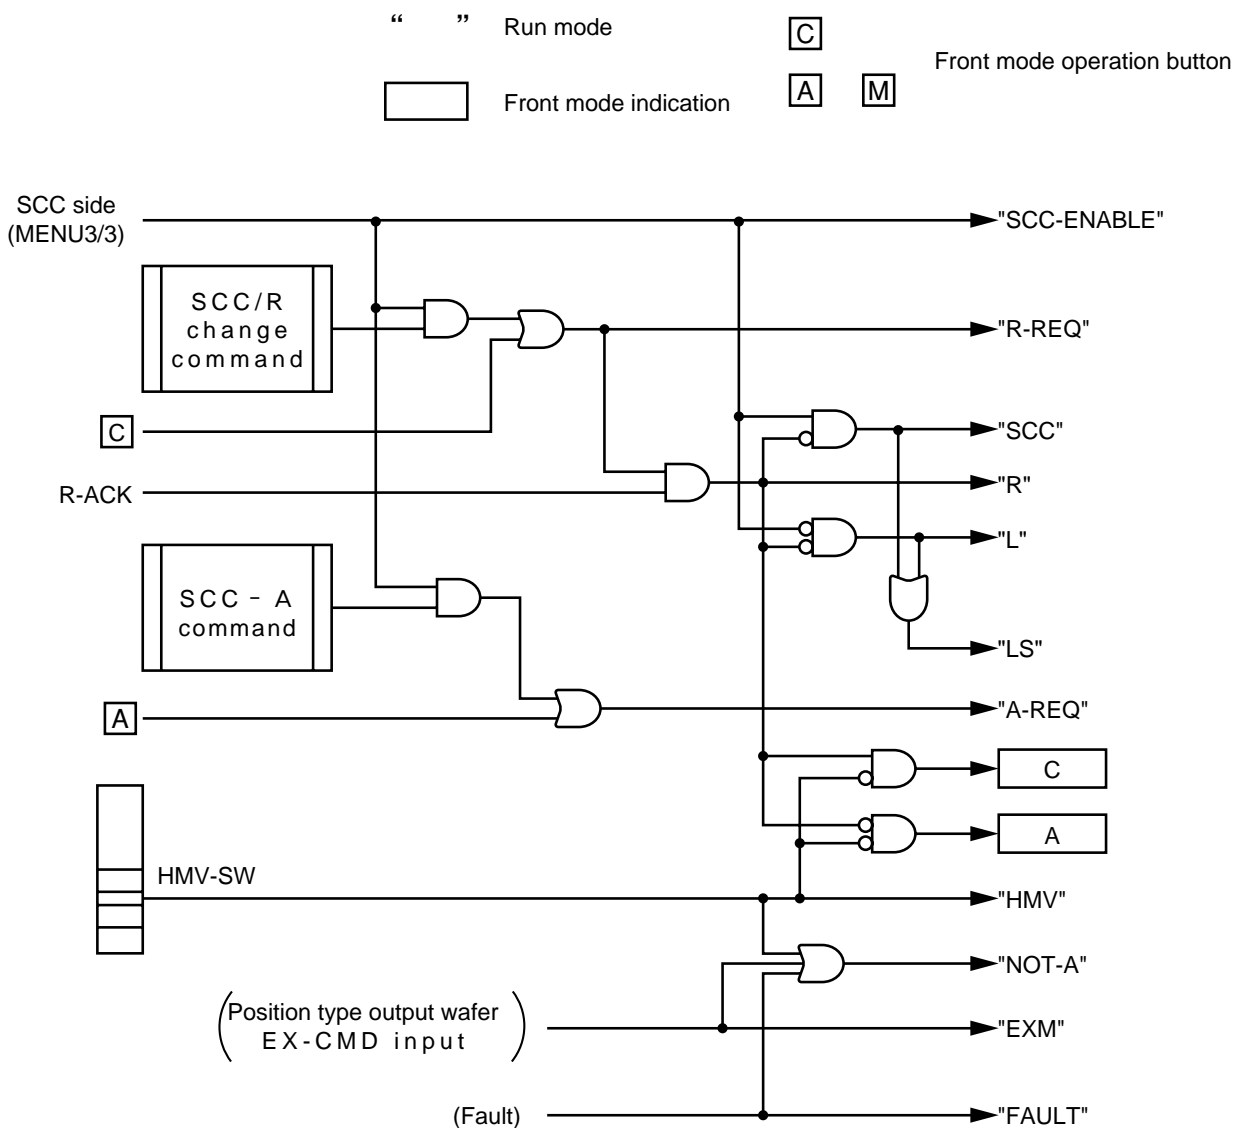 “ ” Run mode
C
Front mode operation button
Front mode indication
A M
SCC side
(MENU3/3)
"SCC-ENABLE"
SCC/R
change
command
"R-REQ"
C
"SCC"
R-ACK
"R"
"L"
SCC - A
command
"LS"
A
"A-REQ"
C
A
HMV-SW
"HMV"
"NOT-A"
Position type output wafer
EX-CMD input
"EXM"
(Fault)
"FAULT"